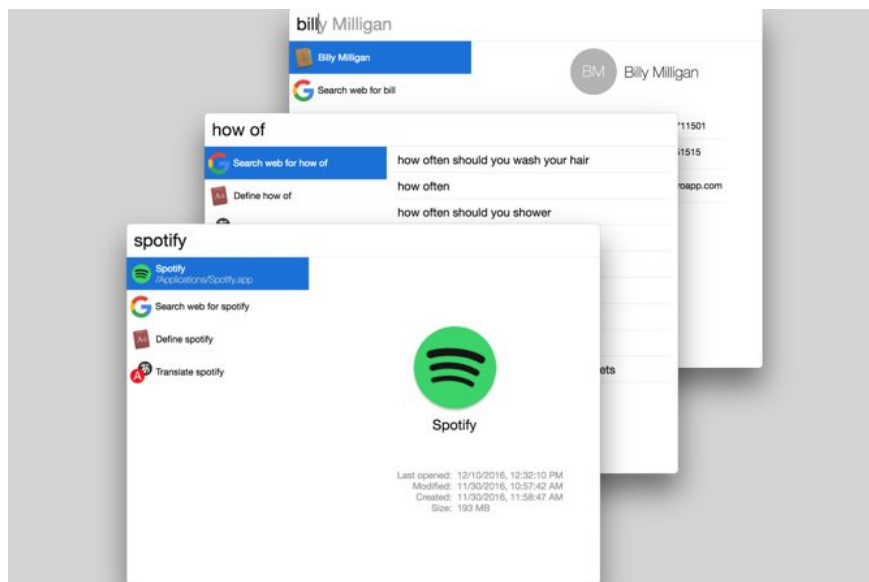 billy Milligan
Billy Milligan
Search web for bill
BM
Billy Milligan
711501
51515
roapp.com
how of
Search web for how of
Define how of
how often should you wash your hair
how often
how often should you shower
ets
spotify
Spotify
/Applications/Spotify.app
Search web for spotify
Define spotify
Translate spotify
Spotify
Last opened: 12/10/2016, 12:32:10 PM
Modified: 11/30/2016, 10:57:42 AM
Created: 11/30/2016, 11:58:47 AM
Size: 193 MB